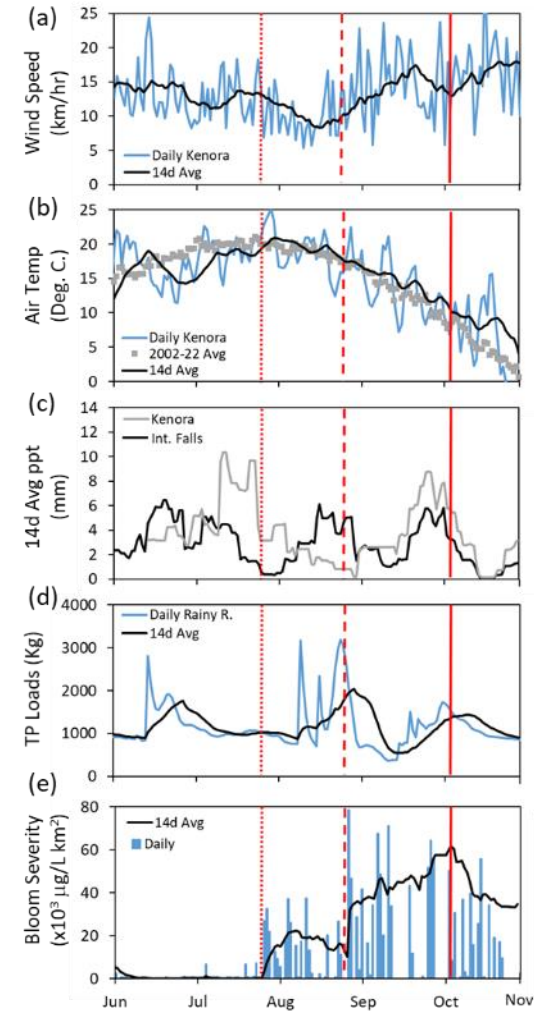 (a)
Wind Speed
(km/hr)
25
20
15
10
5
0
Daily Kenora
14d Avg
(b)
Air Temp
(Deg. C.)
25
20
15
10
5
0
Daily Kenora
2002-22 Avg
14d Avg
(c)
14d Avg ppt
(mm)
14
12
10
8
6
4
2
0
Kenora
Int. Falls
(d)
TP Loads (Kg)
4000
3000
2000
1000
0
Daily Rainy R.
14d Avg
(e)
Bloom Severity
(x10³ µg/L km²)
80
60
40
20
0
14d Avg
Daily
Jun Jul Aug Sep Oct Nov